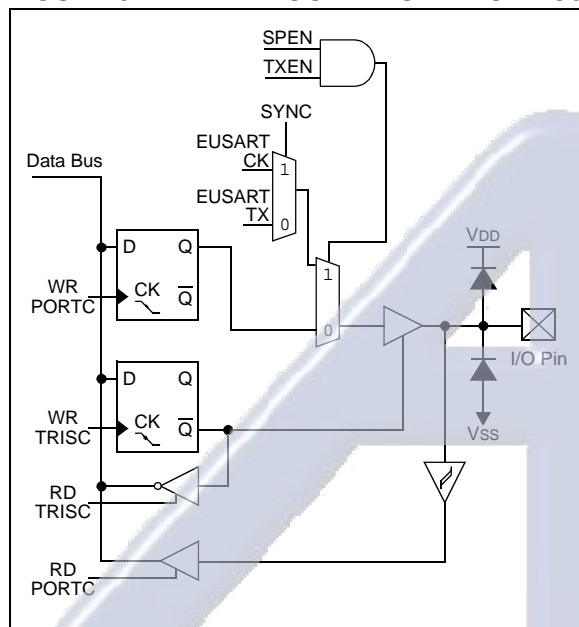 SPEN
TXEN
SYNC
EUSART
CK
1
EUSART
TX
0
Data Bus
D Q
WR
PORTC
CK
Q
1
0
VDD
I/O Pin
VSS
D Q
WR
TRISC
CK
Q
RD
TRISC
RD
PORTC